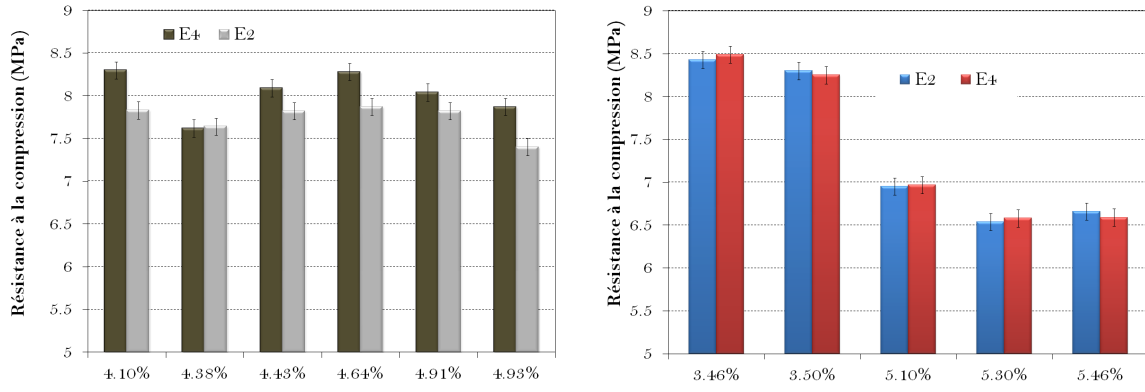 Résistance à la compression (MPa)
9
8.5
8
7.5
7
6.5
6
5.5
5
E4 E2
4.10% 4.38% 4.43% 4.64% 4.91% 4.93%
Résistance à la compression (MPa)
9
8.5
8
7
6.5
6
5.5
5
E2 E4
3.46% 3.50% 5.10% 5.30% 5.46%